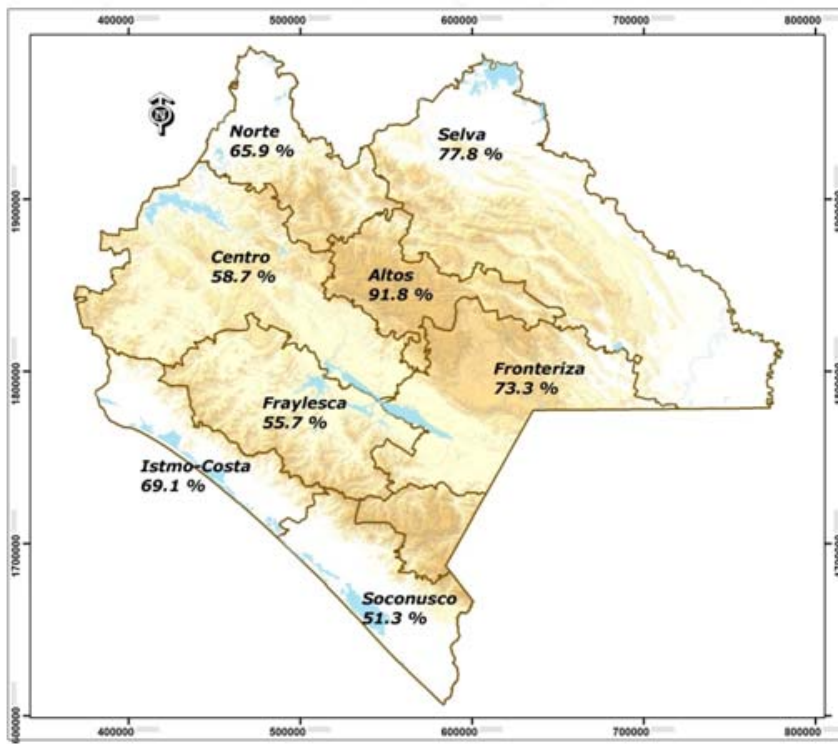 400000 500000 600000 700000 800000
Norte
65.9 %
Selva
77.8 %
1900000
Centro
58.7 %
Altos
91.8 %
1800000
Fronteriza
73.3 %
Fraylesca
55.7 %
Istmo-Costa
69.1 %
1700000 1700000
Soconusco
51.3 %
400000 500000 600000 700000 800000